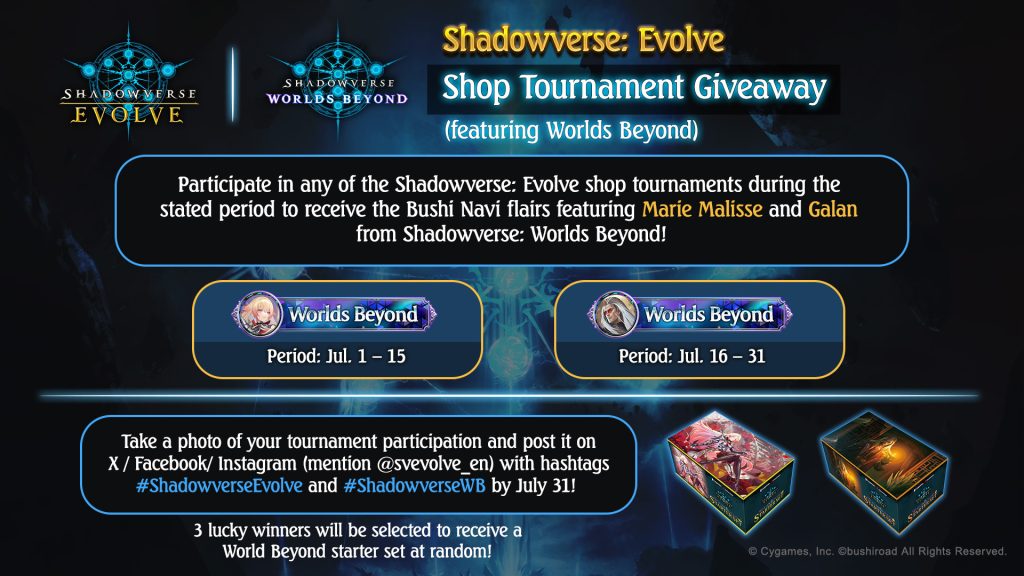 SHADOWVERSE
EVOLVE
SHADOWVERSE
WORLDS BEYOND
Shadowverse: Evolve
Shop Tournament Giveaway
(featuring Worlds Beyond)
Participate in any of the Shadowverse: Evolve shop tournaments during the
stated period to receive the Bushi Navi flairs featuring Marie Malisse and Galan
from Shadowverse: Worlds Beyond!
Worlds Beyond
Period: Jul. 1 – 15
Worlds Beyond
Period: Jul. 16 – 31
Take a photo of your tournament participation and post it on
X / Facebook/ Instagram (mention @svevolve_en) with hashtags
#ShadowverseEvolve and #ShadowverseWB by July 31!
3 lucky winners will be selected to receive a
World Beyond starter set at random!
© Cygames, Inc. ©bushiroad All Rights Reserved.